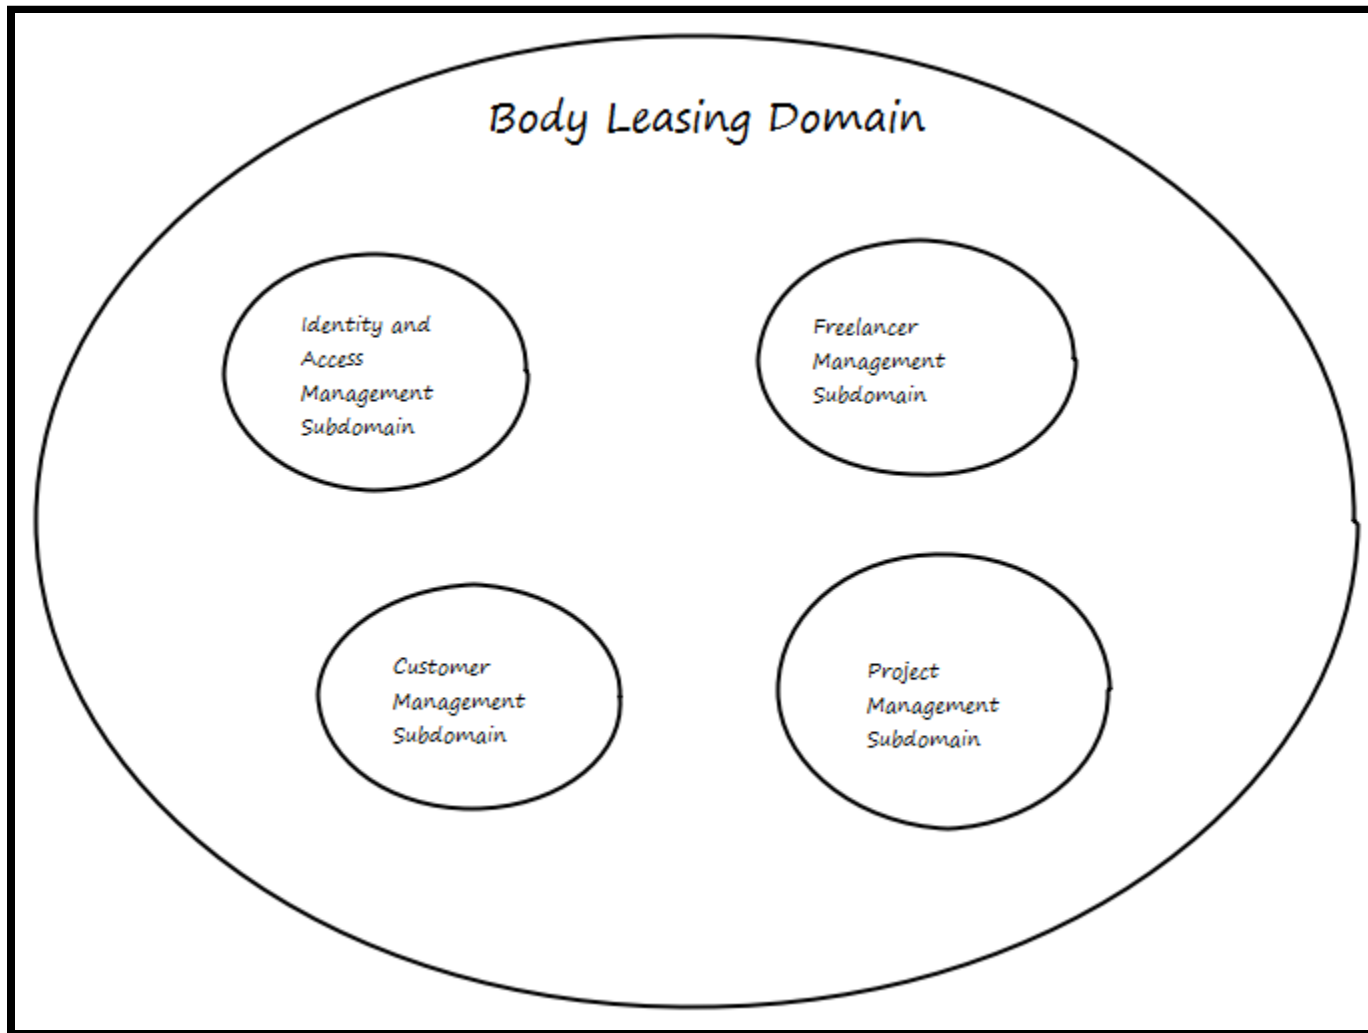 Body Leasing Domain
Identity and
Access
Management
Subdomain
Freelancer
Management
Subdomain
Customer
Management
Subdomain
Project
Management
Subdomain